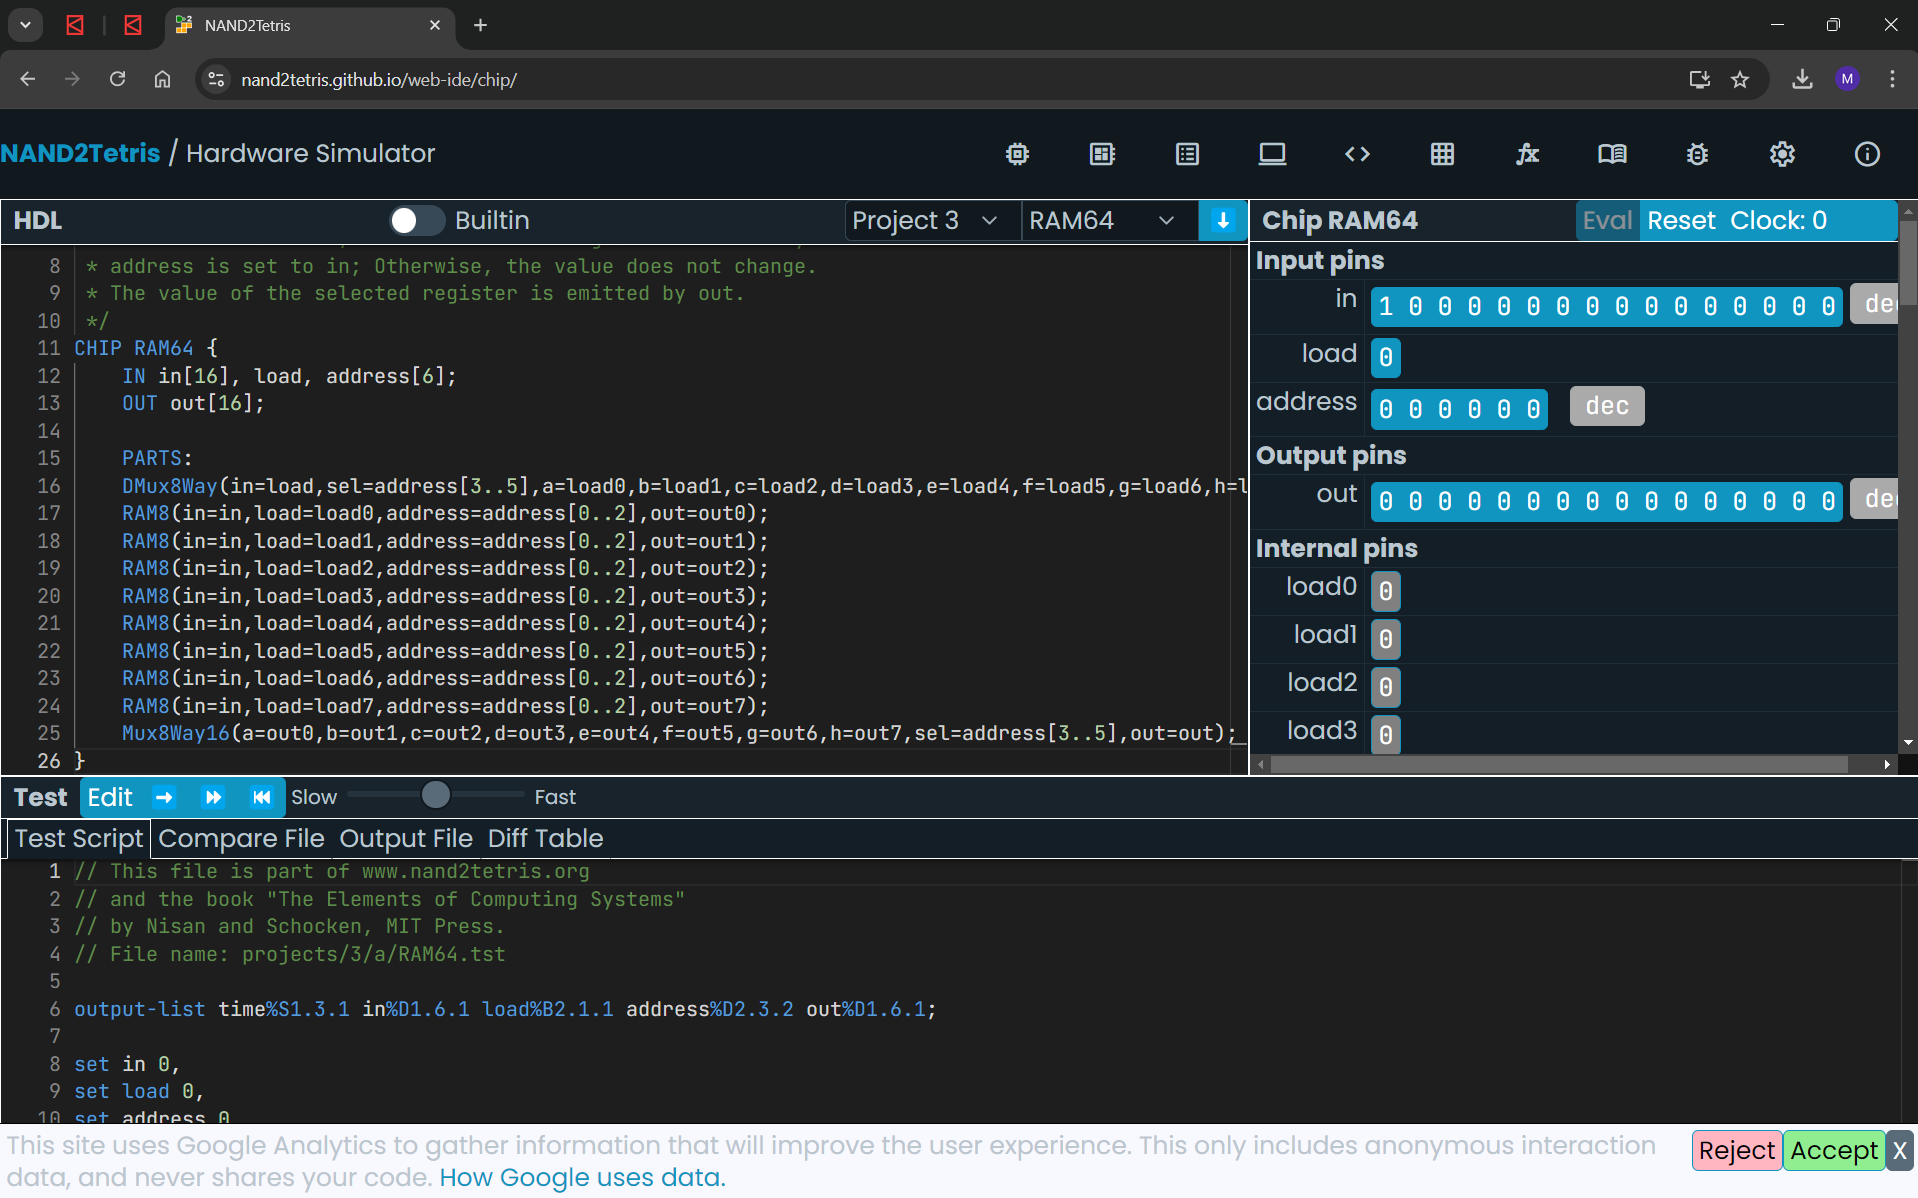 NAND2Tetris
nand2tetris.github.io/web-ide/chip/
M
NAND2Tetris / Hardware Simulator
HDL
Builtin
Project 3
RAM64
8 * address is set to in; Otherwise, the value does not change.
9 * The value of the selected register is emitted by out.
10 */
11 CHIP RAM64 {
12 IN in[16], load, address[6];
13 OUT out[16];
14
15 PARTS:
16 DMux8Way(in=load,sel=address[3..5],a=load0,b=load1,c=load2,d=load3,e=load4,f=load5,g=load6,h=l
17 RAM8(in=in,load=load0,address=address[0..2],out=out0);
18 RAM8(in=in,load=load1,address=address[0..2],out=out1);
19 RAM8(in=in,load=load2,address=address[0..2],out=out2);
20 RAM8(in=in,load=load3,address=address[0..2],out=out3);
21 RAM8(in=in,load=load4,address=address[0..2],out=out4);
22 RAM8(in=in,load=load5,address=address[0..2],out=out5);
23 RAM8(in=in,load=load6,address=address[0..2],out=out6);
24 RAM8(in=in,load=load7,address=address[0..2],out=out7);
25 Mux8Way16(a=out0,b=out1,c=out2,d=out3,e=out4,f=out5,g=out6,h=out7,sel=address[3..5],out=out);
26 }
Chip RAM64
Eval Reset Clock: 0
Input pins
in 1 0 0 0 0 0 0 0 0 0 0 0 0 0 0 0 dec
load 0
address 0 0 0 0 0 0 dec
Output pins
out 0 0 0 0 0 0 0 0 0 0 0 0 0 0 0 0 dec
Internal pins
load0 0
load1 0
load2 0
load3 0
Test Edit Slow Fast
Test Script Compare File Output File Diff Table
1 // This file is part of www.nand2tetris.org
2 // and the book "The Elements of Computing Systems"
3 // by Nisan and Schocken, MIT Press.
4 // File name: projects/3/a/RAM64.tst
5
6 output-list time%S1.3.1 in%D1.6.1 load%B2.1.1 address%D2.3.2 out%D1.6.1;
7
8 set in 0,
9 set load 0,
10 set address 0
This site uses Google Analytics to gather information that will improve the user experience. This only includes anonymous interaction
data, and never shares your code. How Google uses data.
Reject Accept X